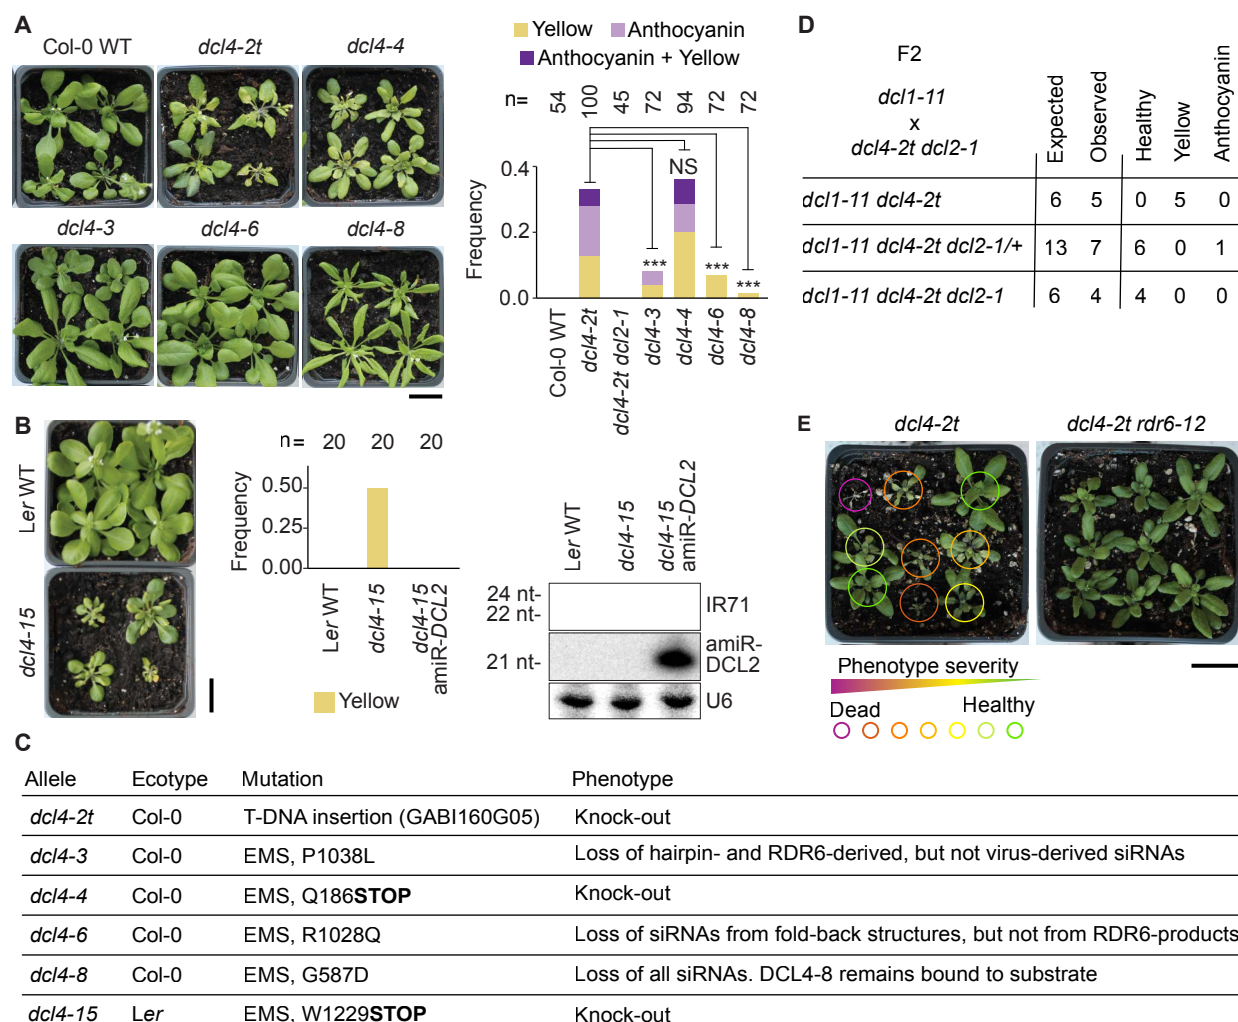 A
Col-0 WT
dcl4-2t
dcl4-4
dcl4-3
dcl4-6
dcl4-8
Yellow
Anthocyanin
Anthocyanin + Yellow
n=
54
100
45
72
94
72
72
NS
***
***
***
0.4
0.2
0.0
Frequency
Col-0 WT
dcl4-2t
dcl4-2t dcl2-1
dcl4-3
dcl4-4
dcl4-6
dcl4-8
D
F2
dcl1-11
x
dcl4-2t dcl2-1
Expected
Observed
Healthy
Yellow
Anthocyanin
dcl1-11 dcl4-2t 6 5 0 5 0
dcl1-11 dcl4-2t dcl2-1/+ 13 7 6 0 1
dcl1-11 dcl4-2t dcl2-1 6 4 4 0 0
B
Ler WT
dcl4-15
n= 20 20 20
Frequency
0.50
0.25
0.00
Ler WT
dcl4-15
dcl4-15
amiR-DCL2
Yellow
Ler WT
dcl4-15
dcl4-15
amiR-DCL2
24 nt-
22 nt-
IR71
21 nt-
amiR-
DCL2
U6
E
dcl4-2t
dcl4-2t rdr6-12
Phenotype severity
Dead
Healthy
C
Allele Ecotype Mutation Phenotype
dcl4-2t Col-0 T-DNA insertion (GABI160G05) Knock-out
dcl4-3 Col-0 EMS, P1038L Loss of hairpin- and RDR6-derived, but not virus-derived siRNAs
dcl4-4 Col-0 EMS, Q186STOP Knock-out
dcl4-6 Col-0 EMS, R1028Q Loss of siRNAs from fold-back structures, but not from RDR6-products
dcl4-8 Col-0 EMS, G587D Loss of all siRNAs. DCL4-8 remains bound to substrate
dcl4-15 Ler EMS, W1229STOP Knock-out